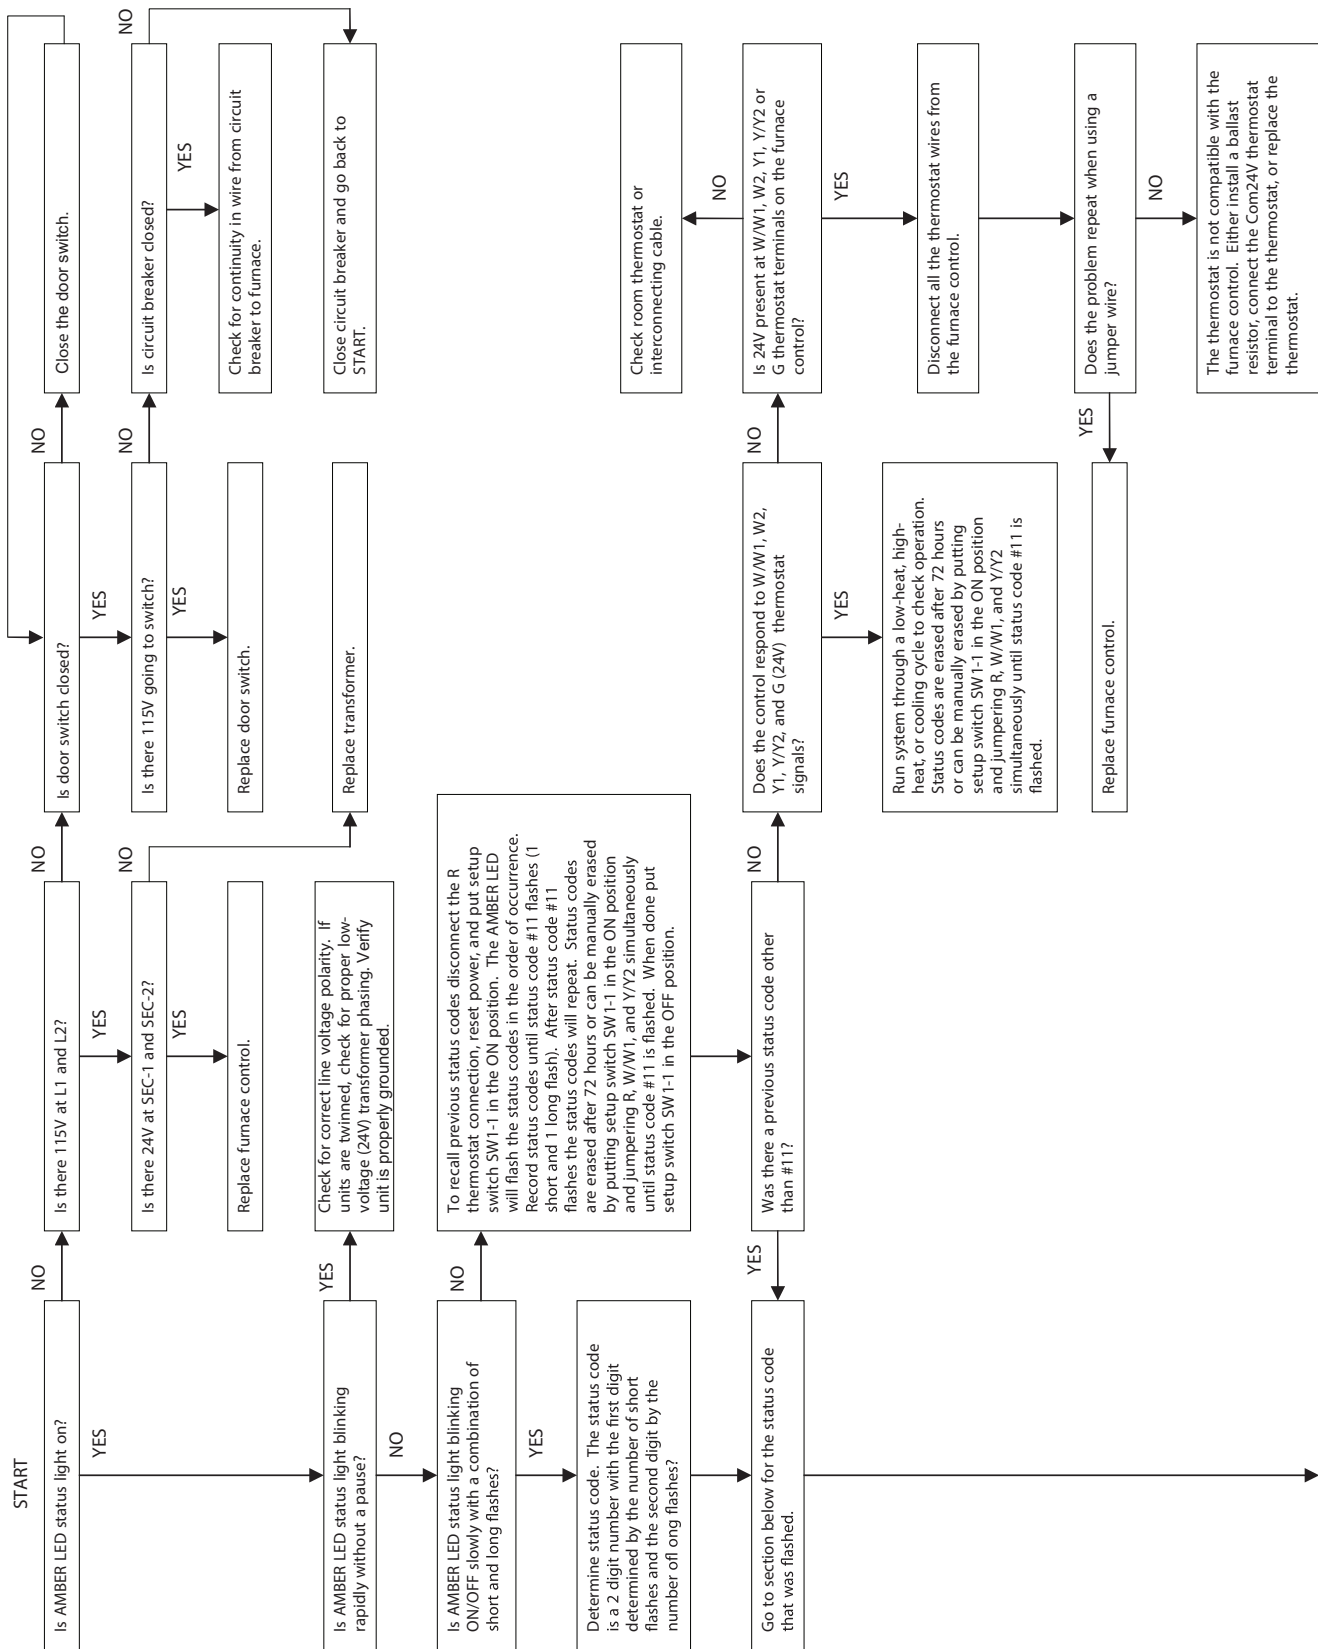 START
Is AMBER LED status light on?
NO
YES
Is there 115V at L1 and L2?
NO
YES
Is door switch closed?
NO
YES
Close the door switch.
Is there 24V at SEC-1 and SEC-2?
NO
YES
Replace furnace control.
Is there 115V going to switch?
NO
YES
Replace door switch.
Is circuit breaker closed?
NO
YES
Check for continuity in wire from circuit
breaker to furnace.
Close circuit breaker and go back to
START.
Replace transformer.
Is AMBER LED status light blinking
rapidly without a pause?
YES
NO
Check for correct line voltage polarity. If
units are twinned, check for proper low-
voltage (24V) transformer phasing. Verify
unit is properly grounded.
Is AMBER LED status light blinking
ON/OFF slowly with a combination of
short and long flashes?
NO
YES
To recall previous status codes disconnect the R
thermostat connection, reset power, and put setup
switch SW1-1 in the ON position. The AMBER LED
will flash the status codes in the order of occurrence.
Record status codes until status code #11 flashes (1
short and 1 long flash). After status code #11
flashes the status codes will repeat. Status codes
are erased after 72 hours or can be manually erased
by putting setup switch SW1-1 in the ON position
and jumpering R, W/W1, and Y/Y2 simultaneously
until status code #11 is flashed. When done put
setup switch SW1-1 in the OFF position.
Determine status code. The status code
is a 2 digit number with the first digit
determined by the number of short
flashes and the second digit by the
number ofl ong flashes?
Go to section below for the status code
that was flashed.
YES
Was there a previous status code other
than #11?
NO
Does the control respond to W/W1, W2,
Y1, Y/Y2, and G (24V) thermostat
signals?
NO
YES
Run system through a low-heat, high-
heat, or cooling cycle to check operation.
Status codes are erased after 72 hours
or can be manually erased by putting
setup switch SW1-1 in the ON position
and jumpering R, W/W1, and Y/Y2
simultaneously until status code #11 is
flashed.
Check room thermostat or
interconnecting cable.
NO
Is 24V present at W/W1, W2, Y1, Y/Y2 or
G thermostat terminals on the furnace
control?
YES
Disconnect all the thermostat wires from
the furnace control.
Does the problem repeat when using a
jumper wire?
YES
NO
Replace furnace control.
The thermostat is not compatible with the
furnace control. Either install a ballast
resistor, connect the Com24V thermostat
terminal to the thermostat, or replace the
thermostat.